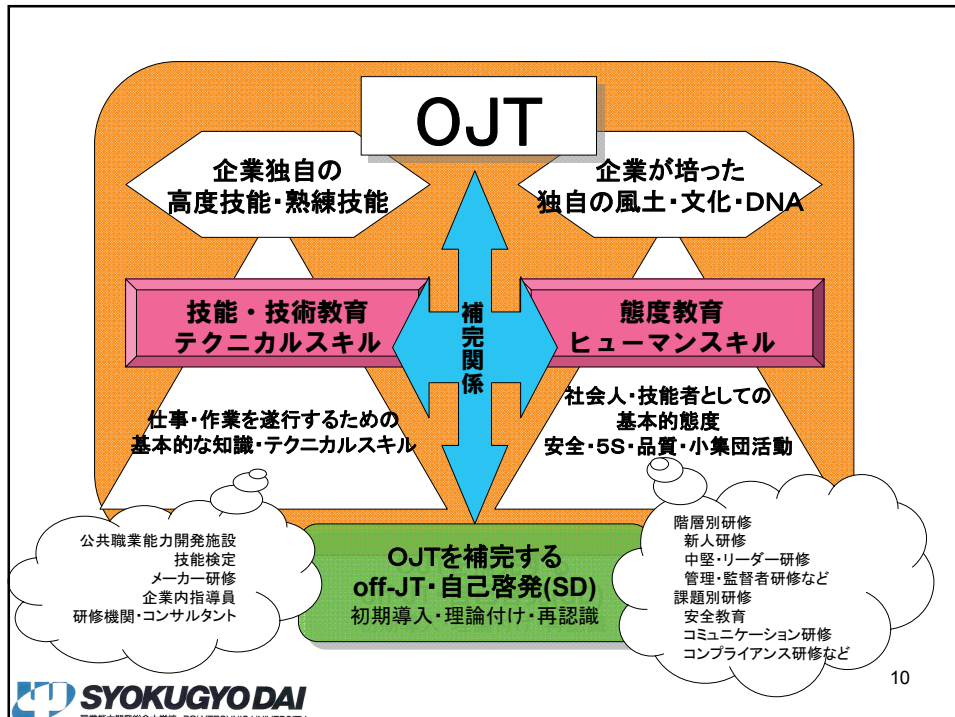 OJT
企業独自の
高度技能・熟練技能
企業が培った
独自の風土・文化・DNA
技能・技術教育
テクニカルスキル
補完関係
態度教育
ヒューマンスキル
仕事・作業を遂行するための
基本的な知識・テクニカルスキル
社会人・技能者としての
基本的態度
安全・5S・品質・小集団活動
公共職業能力開発施設
技能検定
メーカー研修
企業内指導員
研修機関・コンサルタント
OJTを補完する
off-JT・自己啓発(SD)
初期導入・理論付け・再認識
階層別研修
新人研修
中堅・リーダー研修
管理・監督者研修など
課題別研修
安全教育
コミュニケーション研修
コンプライアンス研修など
10
SYOKUGYO DAI